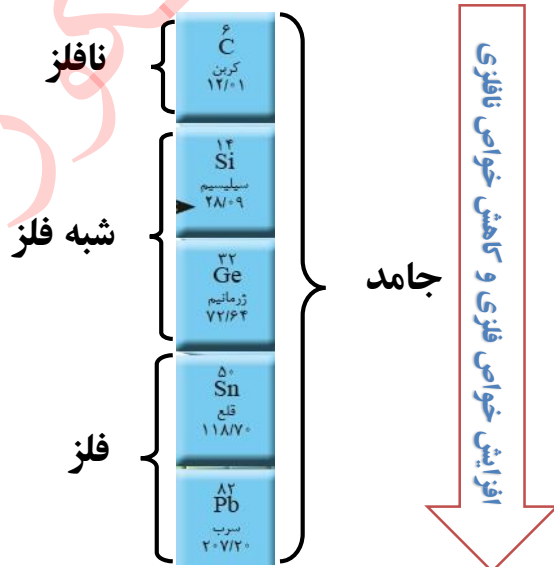 نافلز
۶
C
کربن
۱۲/۰۱
شبه فلز
۱۴
Si
سیلیسیم
۲۸/۰۹
۳۲
Ge
ژرمانیم
۷۲/۶۴
فلز
۵۰
Sn
قلع
۱۱۸/۷۰
۸۲
Pb
سرب
۲۰۷/۲۰
جامد
افزایش خواص فلزی و کاهش خواص نافلزی